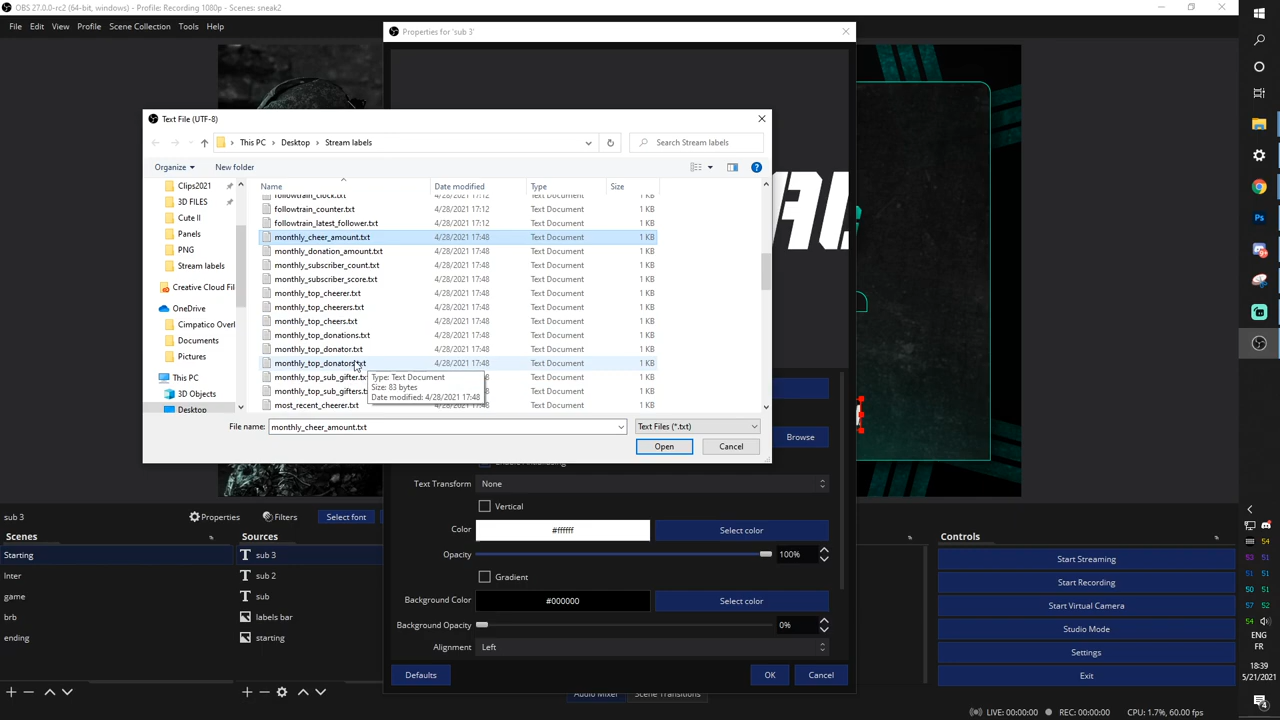 OBS 27.0.0-rc2 (64-bit, windows) - Profile: Recording 1080p - Scenes: sneak2
File Edit View Profile Scene Collection Tools Help
Properties for 'sub 3'
Text File (UTF-8)
This PC > Desktop > Stream labels
Search Stream labels
Organize New folder
Name Date modified Type Size
Clips2021
3D FILES
Cute II
Panels
PNG
Stream labels
Creative Cloud Fil
OneDrive
Cimpatico Overl
Documents
Pictures
This PC
3D Objects
Desktop
followtrain_clock.txt 4/28/2021 17:12 Text Document 1 KB
followtrain_counter.txt 4/28/2021 17:12 Text Document 1 KB
followtrain_latest_follower.txt 4/28/2021 17:12 Text Document 1 KB
monthly_cheer_amount.txt 4/28/2021 17:48 Text Document 1 KB
monthly_donation_amount.txt 4/28/2021 17:48 Text Document 1 KB
monthly_subscriber_count.txt 4/28/2021 17:48 Text Document 1 KB
monthly_subscriber_score.txt 4/28/2021 17:48 Text Document 1 KB
monthly_top_cheerer.txt 4/28/2021 17:48 Text Document 1 KB
monthly_top_cheerers.txt 4/28/2021 17:48 Text Document 1 KB
monthly_top_cheers.txt 4/28/2021 17:48 Text Document 1 KB
monthly_top_donations.txt 4/28/2021 17:48 Text Document 1 KB
monthly_top_donator.txt 4/28/2021 17:48 Text Document 1 KB
monthly_top_donators.txt 4/28/2021 17:48 Text Document 1 KB
monthly_top_sub_gifter.tx Text Document 1 KB
monthly_top_sub_gifters.t Text Document 1 KB
most_recent_cheerer.txt 4/28/2021 17:48 Text Document 1 KB
Type: Text Document
Size: 83 bytes
Date modified: 4/28/2021 17:48
File name: monthly_cheer_amount.txt Text Files (*.txt)
Open Cancel
Browse
Text Transform None
Vertical
Color #ffffff Select color
Opacity 100%
Gradient
Background Color #000000 Select color
Background Opacity 0%
Alignment Left
Defaults OK Cancel
sub 3 Properties Filters Select font
Scenes
Starting
Inter
game
brb
ending
Sources
sub 3
sub 2
sub
labels bar
starting
Audio Mixer Scene Transitions
Controls
Start Streaming
Start Recording
Start Virtual Camera
Studio Mode
Settings
Exit
LIVE: 00:00:00 REC: 00:00:00 CPU: 1.7%, 60.00 fps
54
53 51
51 51
50 51
57 52
54
ENG
FR
18:39
5/21/2021